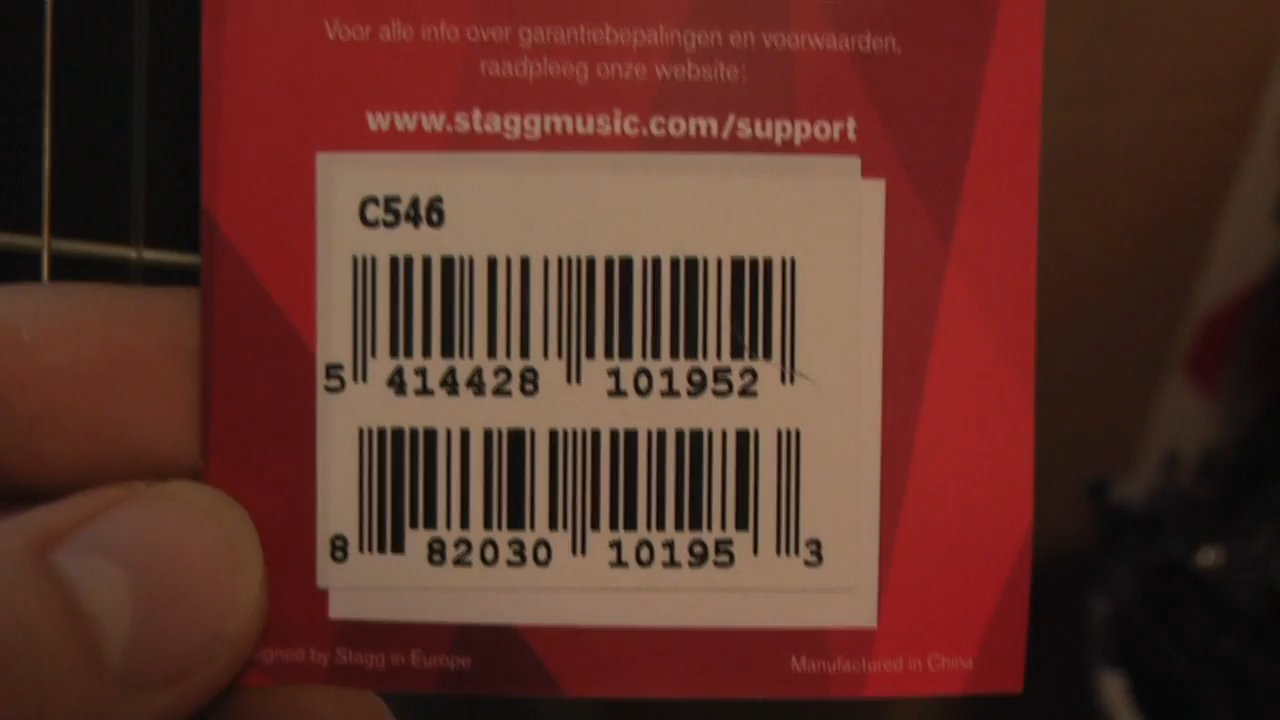 Voor alle info over garantiebepalingen en voorwaarden,
raadpleeg onze website:
www.staggmusic.com/support
C546
5 414428 101952
8 82030 10195 3
by Stagg in Europe
Manufactured in China